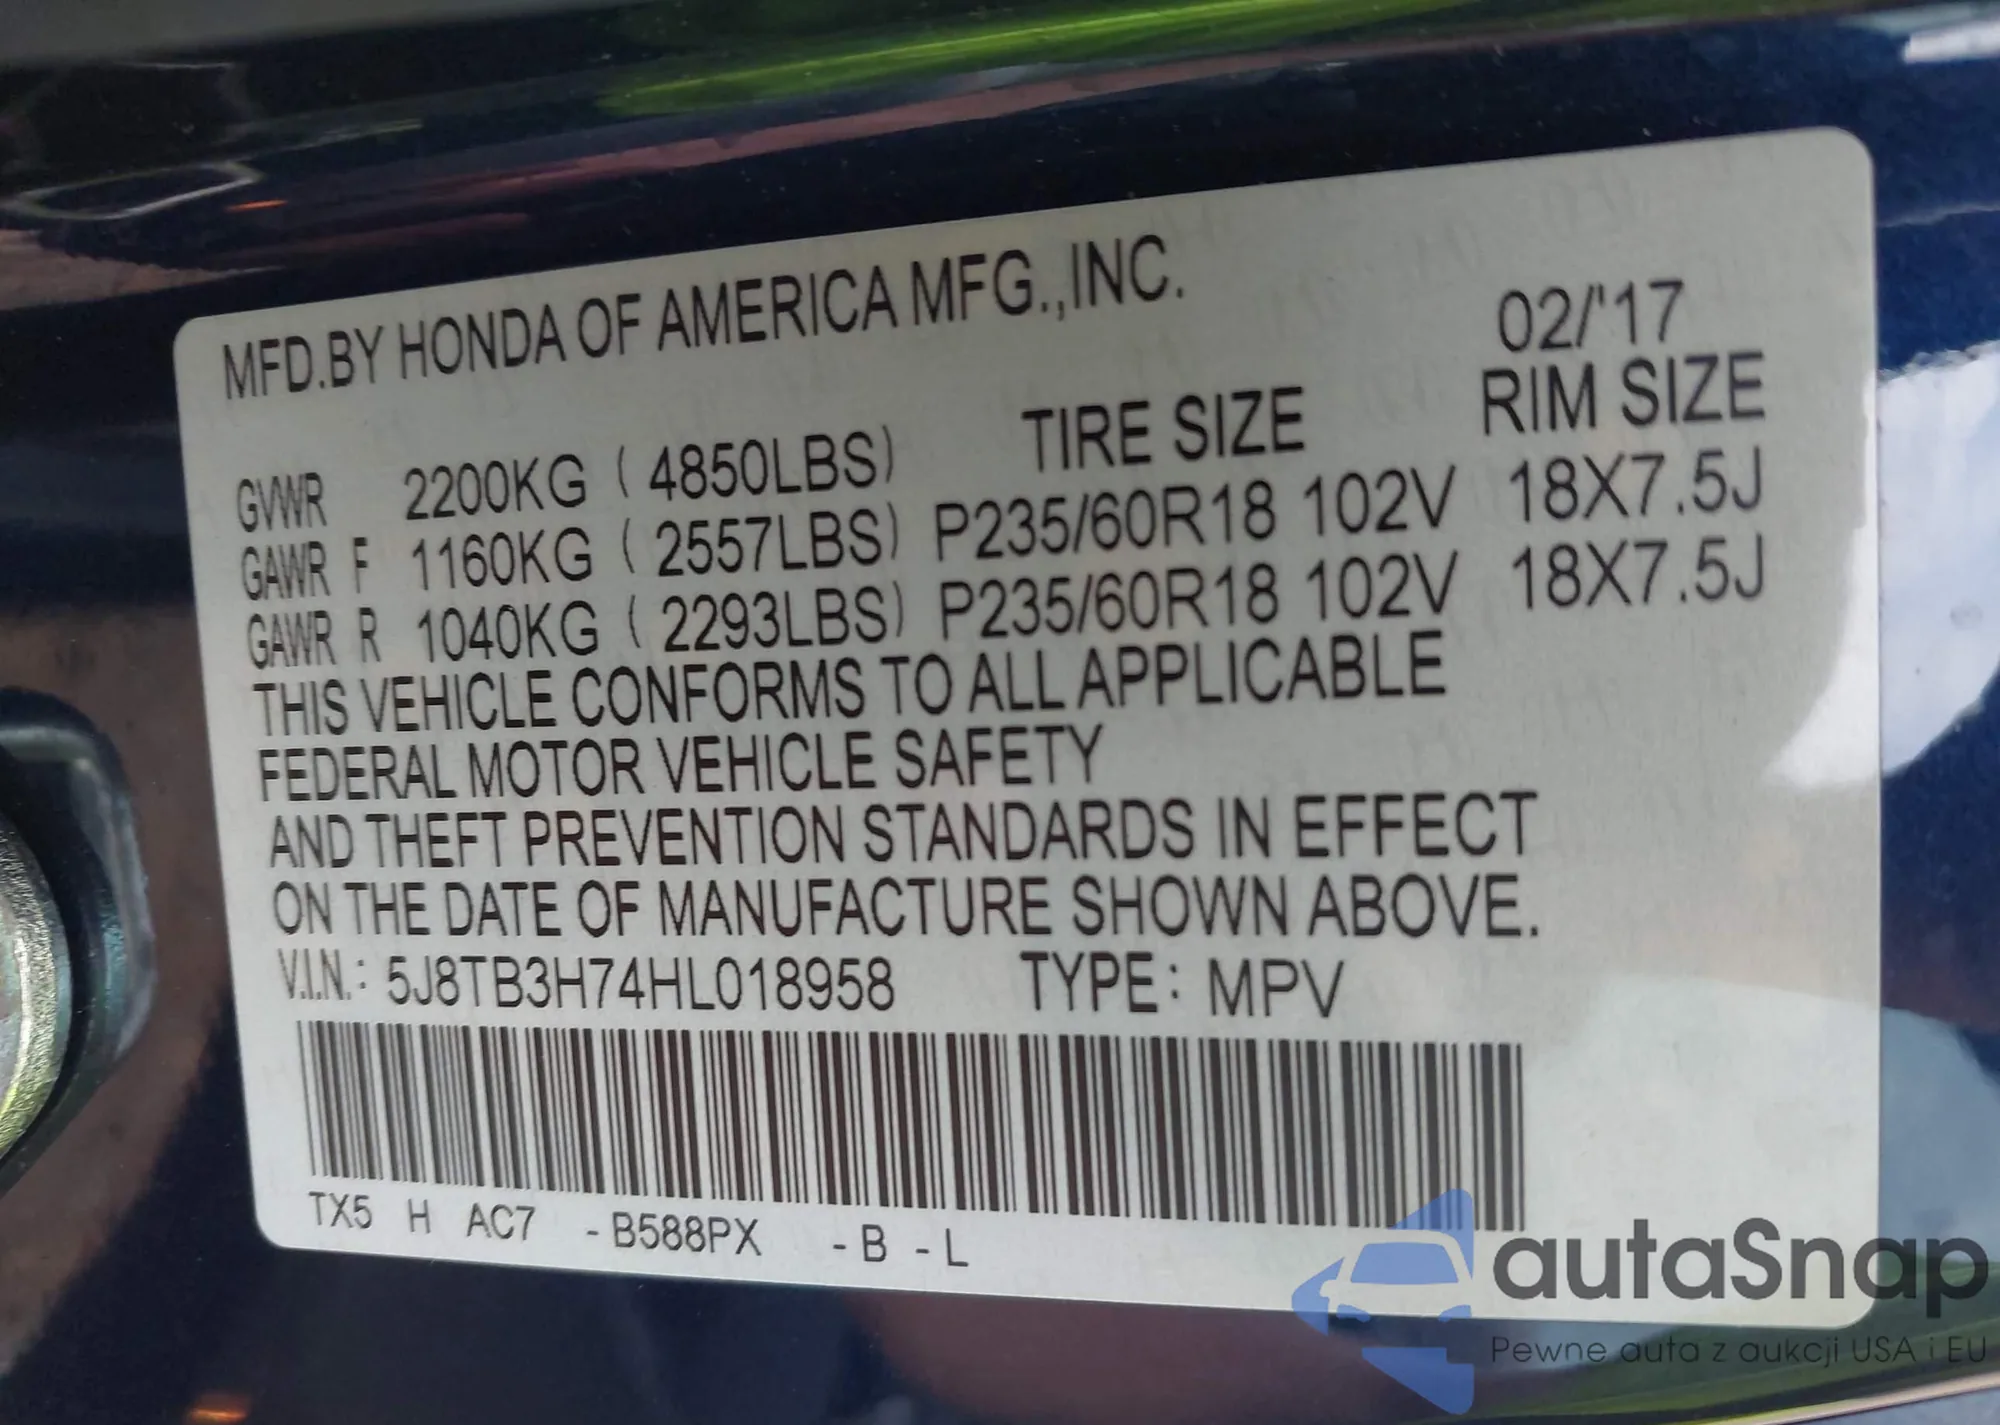 MFD.BY HONDA OF AMERICA MFG.,INC.
02/'17
TIRE SIZE RIM SIZE
GVWR 2200KG ( 4850LBS)
GAWR F 1160KG ( 2557LBS) P235/60R18 102V 18X7.5J
GAWR R 1040KG ( 2293LBS) P235/60R18 102V 18X7.5J
THIS VEHICLE CONFORMS TO ALL APPLICABLE
FEDERAL MOTOR VEHICLE SAFETY
AND THEFT PREVENTION STANDARDS IN EFFECT
ON THE DATE OF MANUFACTURE SHOWN ABOVE.
V.I.N.: 5J8TB3H74HL018958 TYPE: MPV
TX5 H AC7 -B588PX -B -L
autaSnap
Pewne auta z aukcji USA i EU